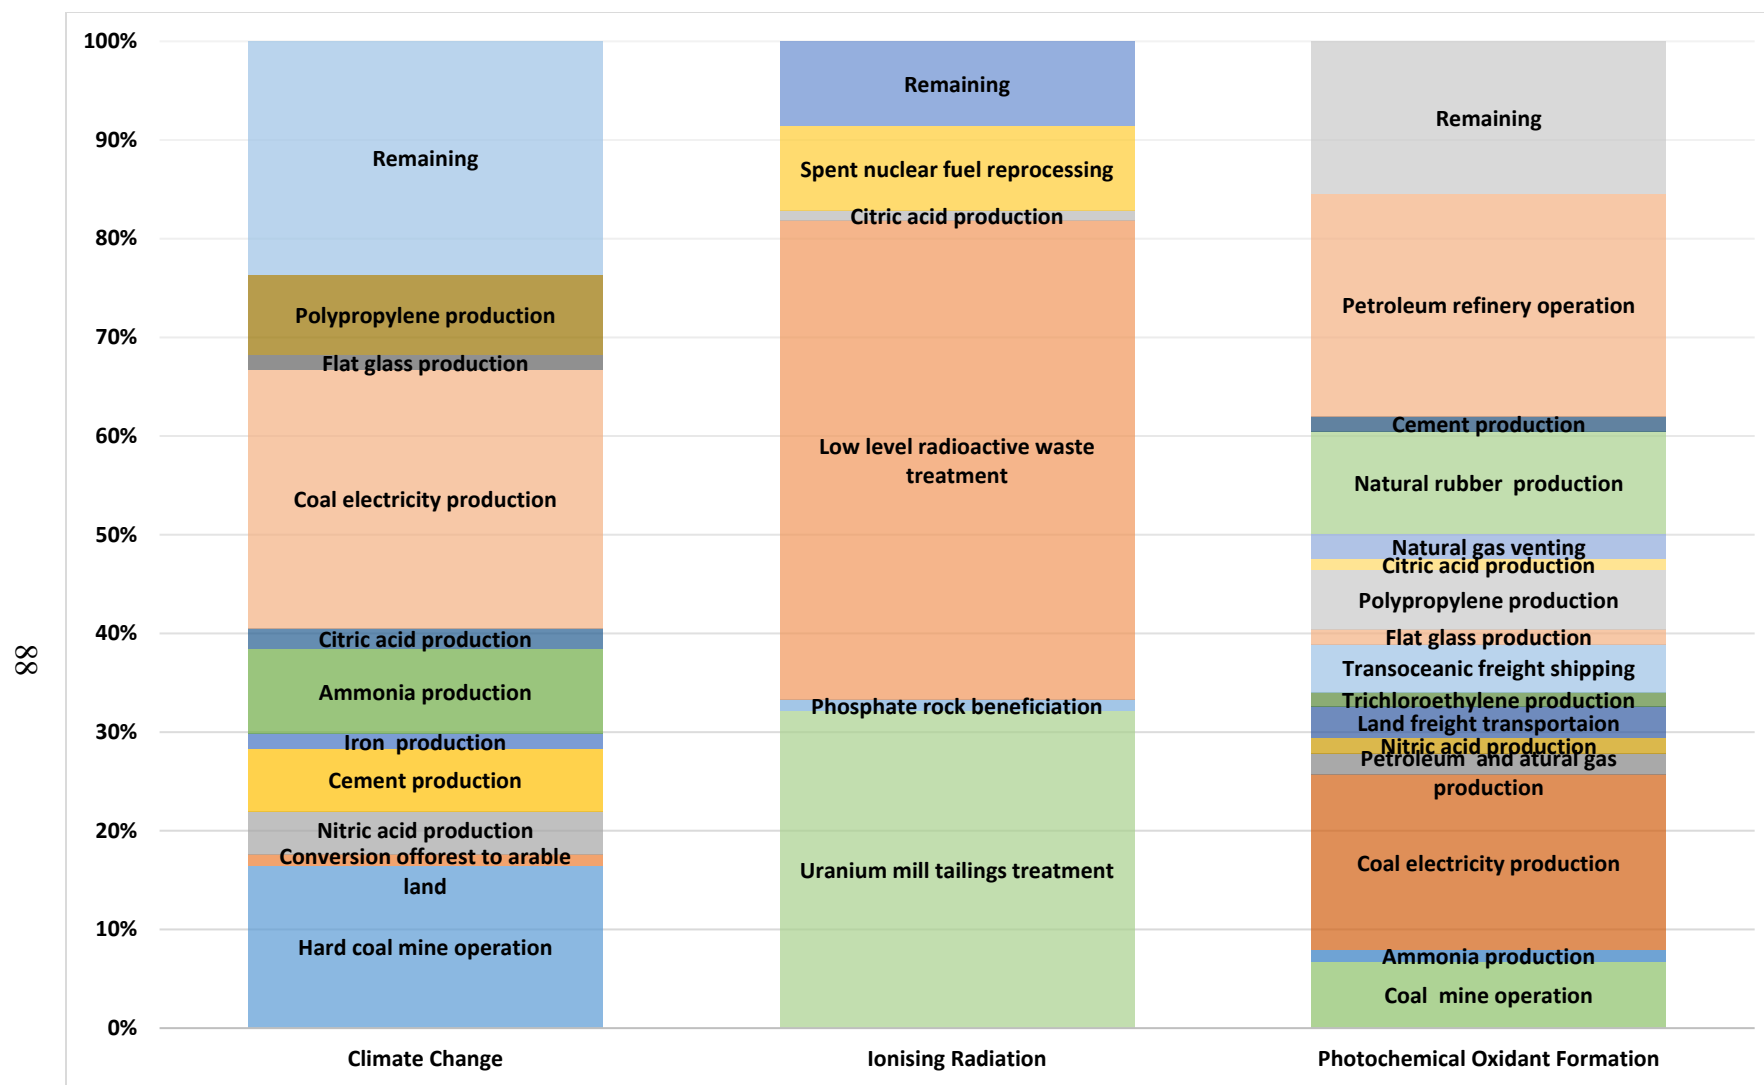 100%
90%
80%
70%
60%
50%
40%
30%
20%
10%
0%
Remaining
Polypropylene production
Flat glass production
Coal electricity production
Citric acid production
Ammonia production
Iron production
Cement production
Nitric acid production
Conversion offorest to arable
land
Hard coal mine operation
Climate Change
Remaining
Spent nuclear fuel reprocessing
Citric acid production
Low level radioactive waste
treatment
Phosphate rock beneficiation
Uranium mill tailings treatment
Ionising Radiation
Remaining
Petroleum refinery operation
Cement production
Natural rubber production
Natural gas venting
Citric acid production
Polypropylene production
Flat glass production
Transoceanic freight shipping
Trichloroethylene production
Land freight transportaion
Nitric acid production
Petroleum and atural gas
production
Coal electricity production
Ammonia production
Coal mine operation
Photochemical Oxidant Formation
88